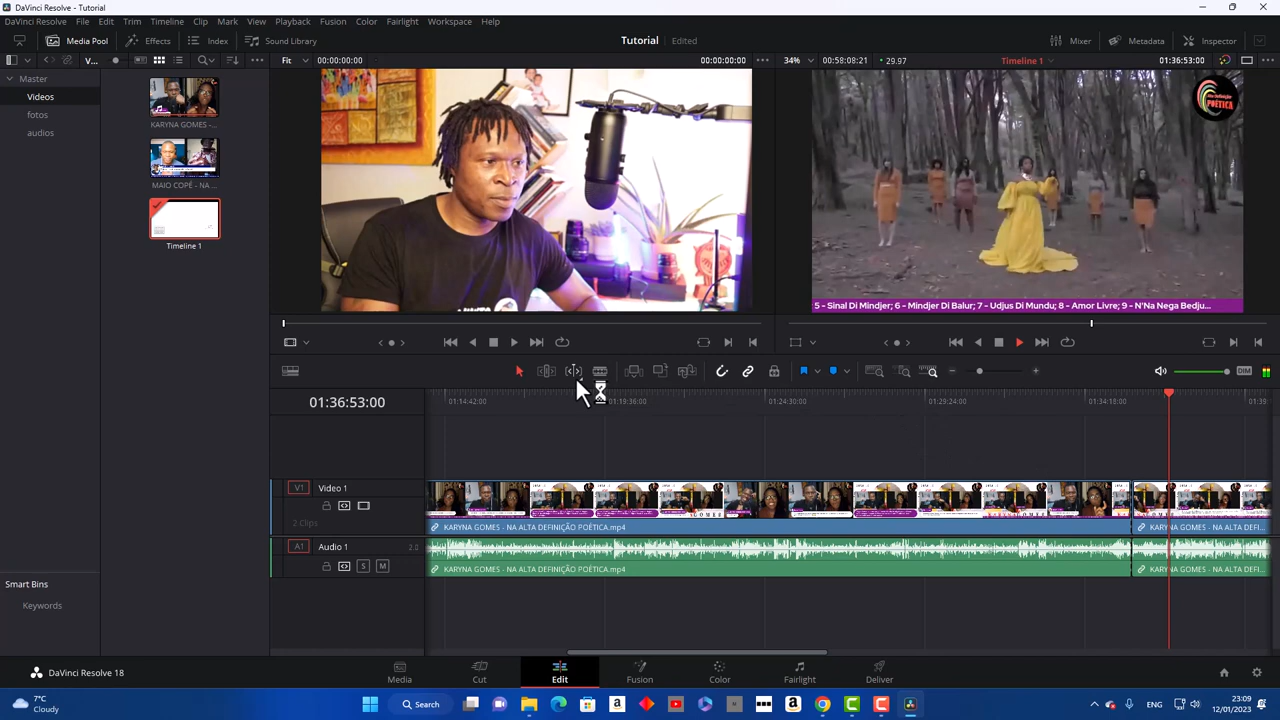 DaVinci Resolve - Tutorial
DaVinci Resolve File Edit Trim Timeline Clip Mark View Playback Fusion Color Fairlight Workspace Help
Media Pool Effects Index Sound Library Tutorial Edited Mixer Metadata Inspector
V... Fit 00:00:00:00 00:00:00:00 34% 00:58:08:21 29.97 Timeline 1 01:36:53:00
Master
Videos
fotos
audios
KARYNA GOMES -...
MAIO COPÉ - NA ...
Timeline 1
Alta Definição
POÉTICA
5 - Sinal Di Mindjer; 6 - Mindjer Di Balur; 7 - Udjus Di Mundu; 8 - Amor Livre; 9 - N'Na Nega Bedju...
DIM
01:36:53:00
01:14:42:00 01:19:36:00 01:24:30:00 01:29:24:00 01:34:18:00 01:39
V1 Video 1
2 Clips
KARYNA GOMES - NA ALTA DEFINIÇÃO POÉTICA.mp4 KARYNA GOMES - NA ALTA DEFI...
A1 Audio 1 2.0
S M
KARYNA GOMES - NA ALTA DEFINIÇÃO POÉTICA.mp4 KARYNA GOMES - NA ALTA DEFI...
Smart Bins
Keywords
DaVinci Resolve 18
Media Cut Edit Fusion Color Fairlight Deliver
7°C
Cloudy
Search
ENG
23:09
12/01/2023